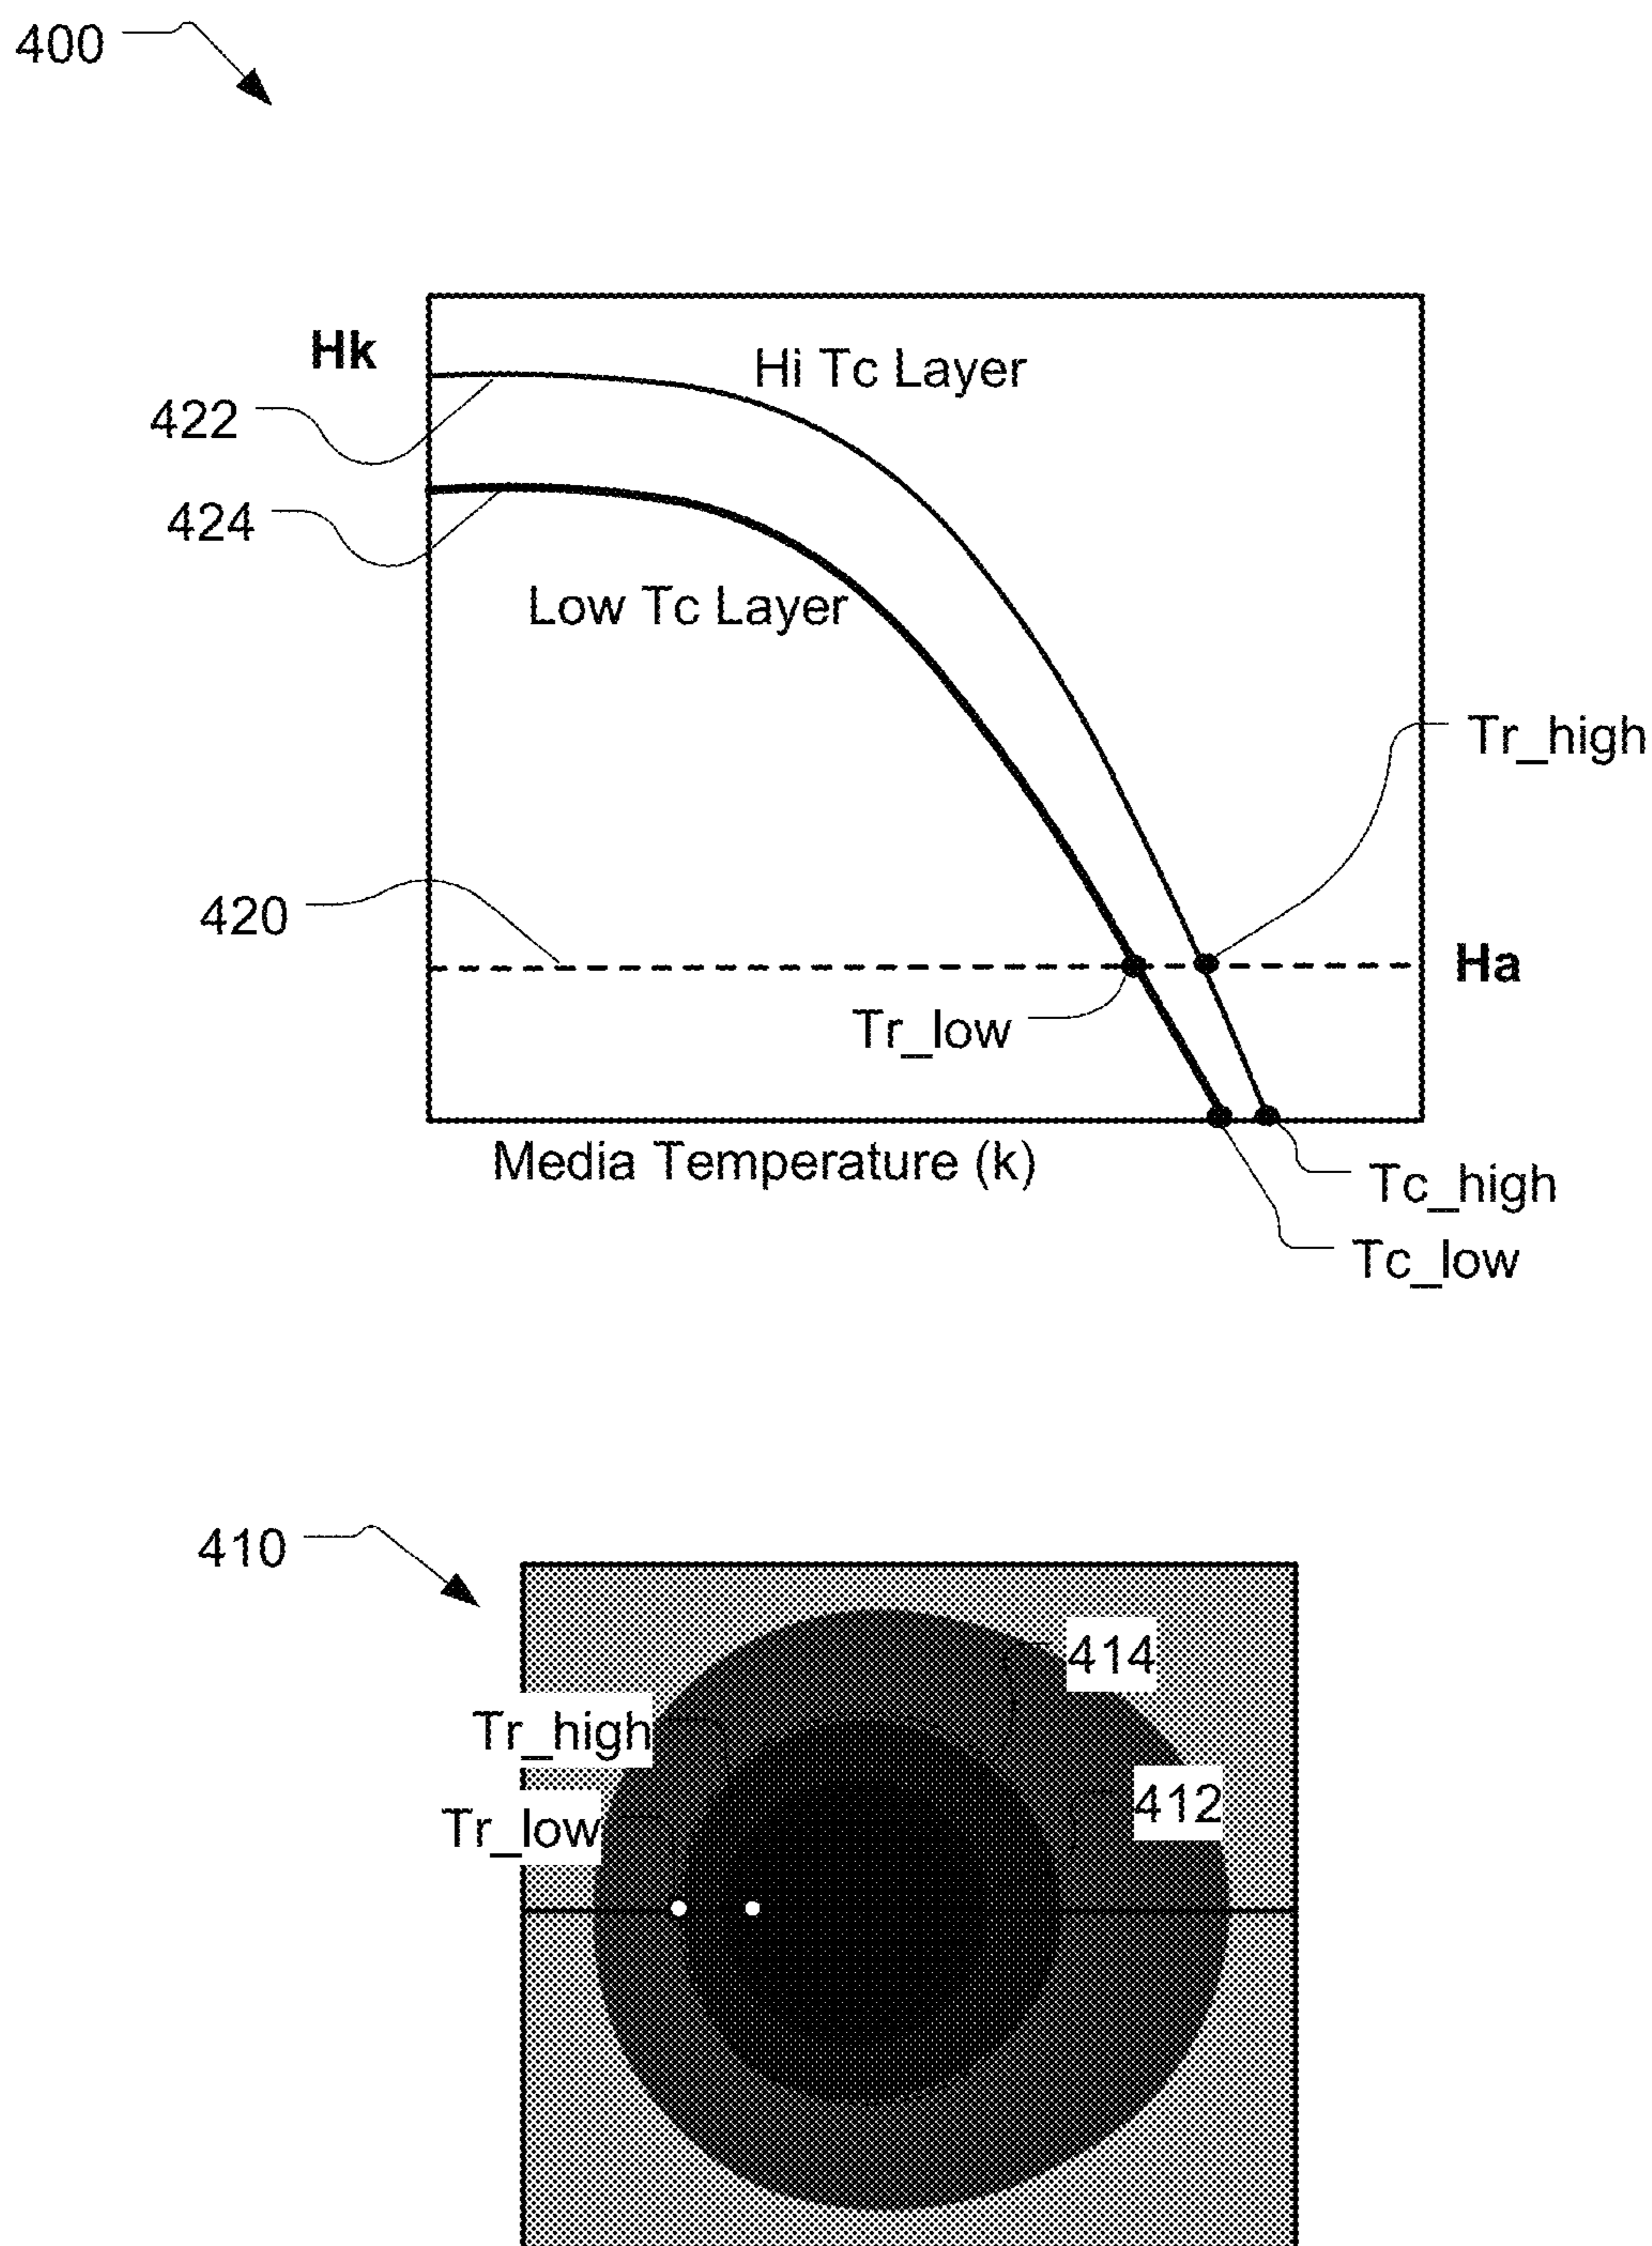 400
Hk
Hi Tc Layer
422
424
Low Tc Layer
Tr_high
420
Ha
Tr_low
Media Temperature (k)
Tc_high
Tc_low
410
414
Tr_high
412
Tr_low